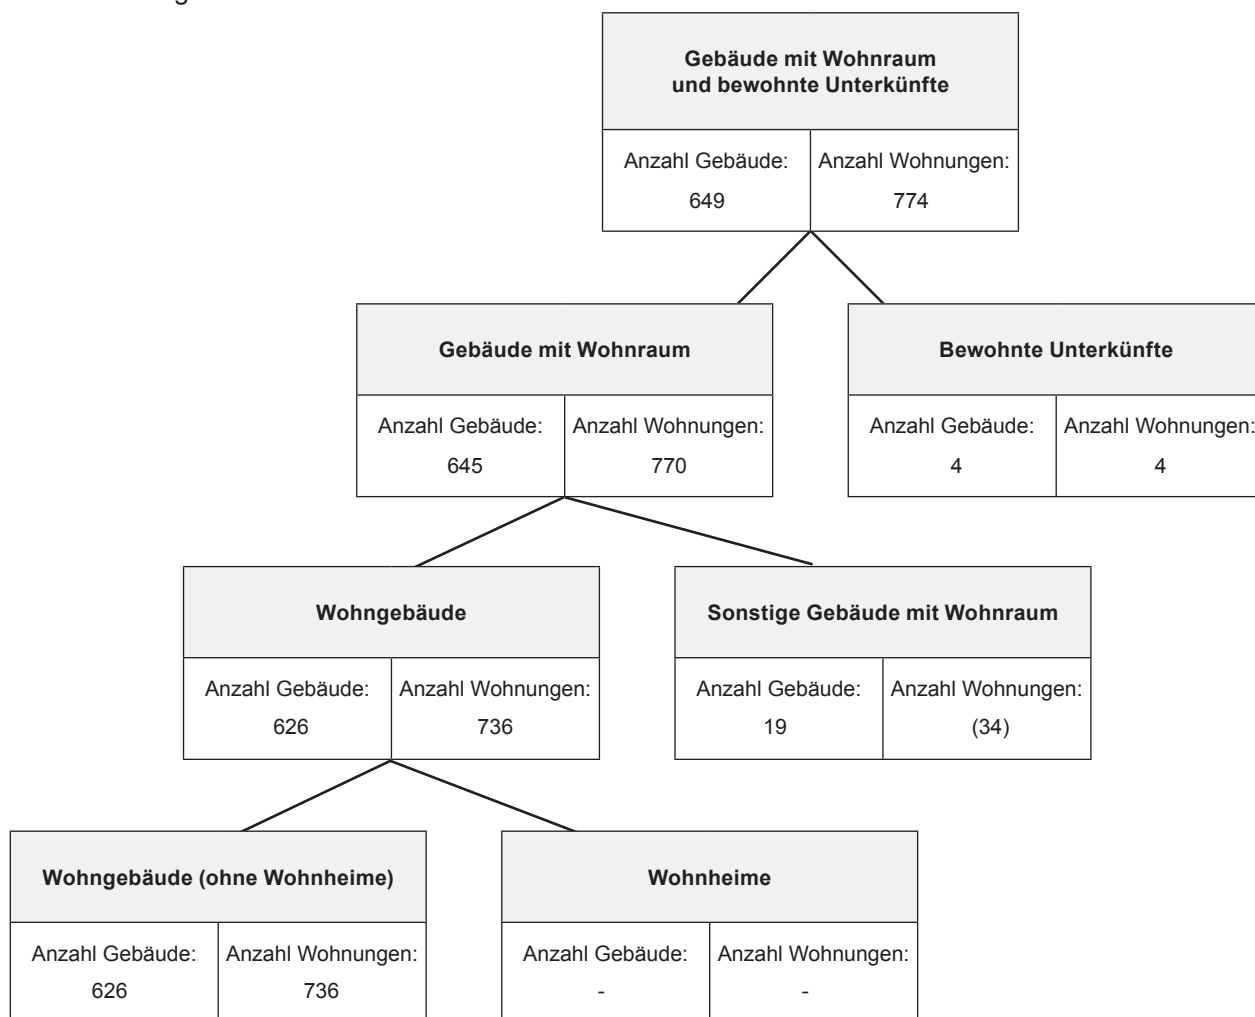 Gebäude mit Wohnraum
und bewohnte Unterkünfte
Anzahl Gebäude: Anzahl Wohnungen:
649 774
Gebäude mit Wohnraum Bewohnte Unterkünfte
Anzahl Gebäude: Anzahl Wohnungen: Anzahl Gebäude: Anzahl Wohnungen:
645 770 4 4
Wohngebäude Sonstige Gebäude mit Wohnraum
Anzahl Gebäude: Anzahl Wohnungen: Anzahl Gebäude: Anzahl Wohnungen:
626 736 19 (34)
Wohngebäude (ohne Wohnheime) Wohnheime
Anzahl Gebäude: Anzahl Wohnungen: Anzahl Gebäude: Anzahl Wohnungen:
626 736 - -